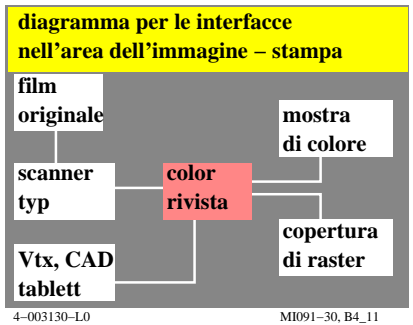 diagramma per le interfacce
nell'area dell'immagine – stampa
film
originale
mostra
di colore
scanner
typ
color
rivista
copertura
di raster
Vtx, CAD
tablett
4–003130–L0
MI091–30, B4_11